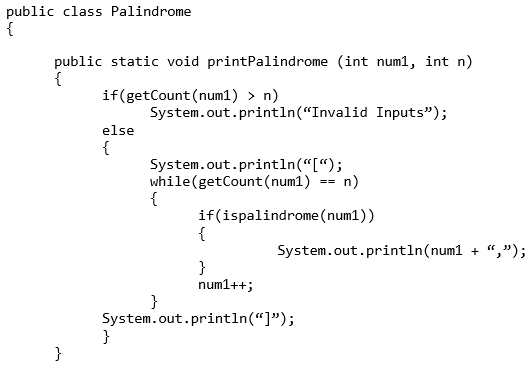 public class Palindrome
{
public static void printPalindrome (int num1, int n)
{
if(getCount(num1) > n)
System.out.println(“Invalid Inputs”);
else
{
System.out.println(“[“);
while(getCount(num1) == n)
{
if(ispalindrome(num1))
{
System.out.println(num1 + “,”);
}
num1++;
}
System.out.println(“]”);
}
}